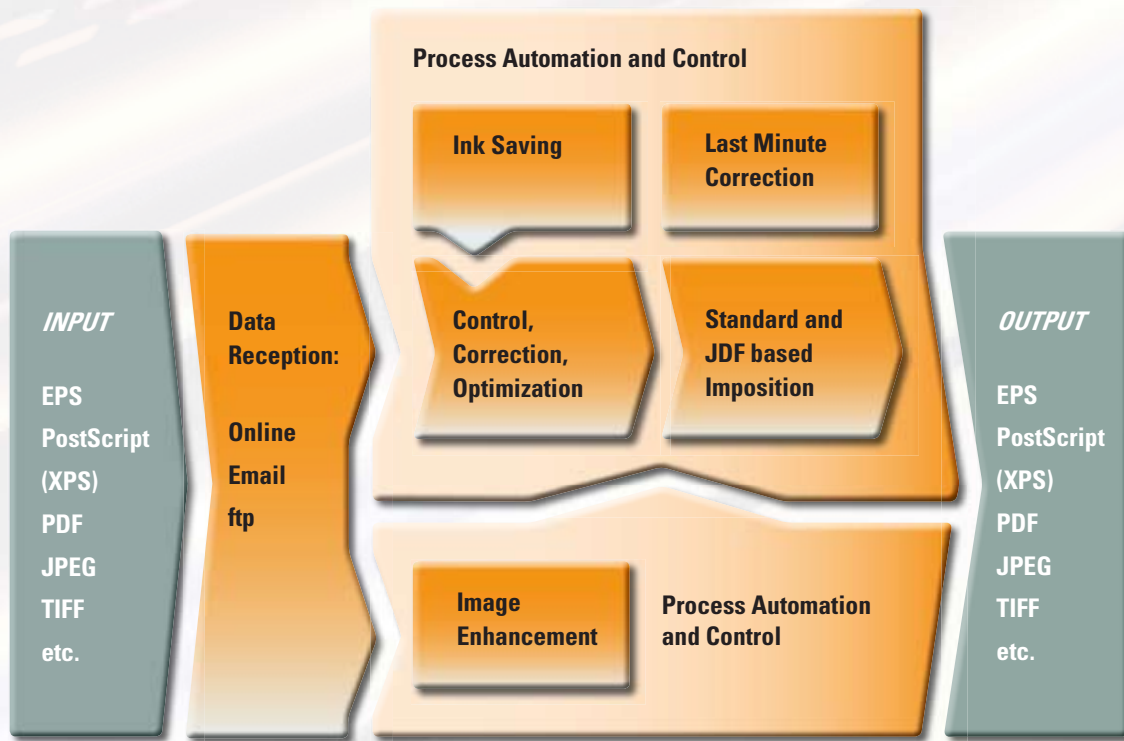 Process Automation and Control
Ink Saving
Last Minute
Correction
INPUT
EPS
PostScript
(XPS)
PDF
JPEG
TIFF
etc.
Data
Reception:
Online
Email
ftp
Control,
Correction,
Optimization
Standard and
JDF based
Imposition
Image
Enhancement
Process Automation
and Control
OUTPUT
EPS
PostScript
(XPS)
PDF
JPEG
TIFF
etc.